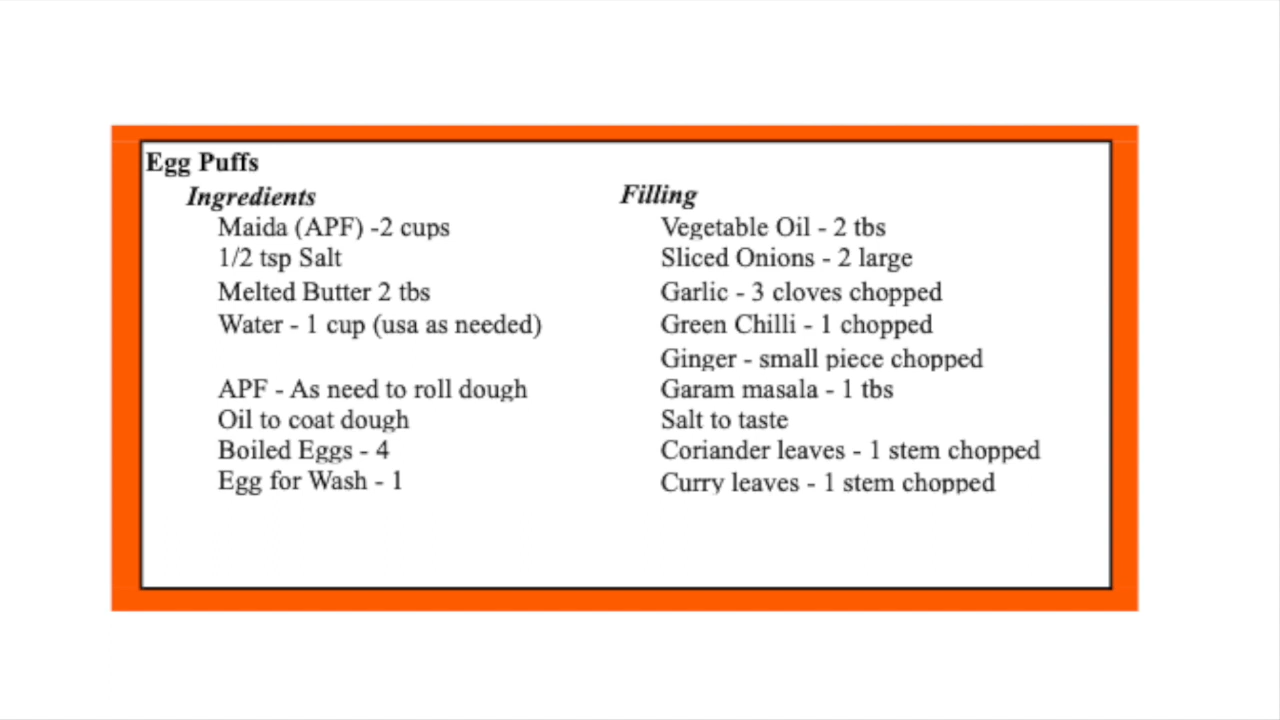 Egg Puffs
Ingredients
Maida (APF) -2 cups
1/2 tsp Salt
Melted Butter 2 tbs
Water - 1 cup (usa as needed)
APF - As need to roll dough
Oil to coat dough
Boiled Eggs - 4
Egg for Wash - 1
Filling
Vegetable Oil - 2 tbs
Sliced Onions - 2 large
Garlic - 3 cloves chopped
Green Chilli - 1 chopped
Ginger - small piece chopped
Garam masala - 1 tbs
Salt to taste
Coriander leaves - 1 stem chopped
Curry leaves - 1 stem chopped